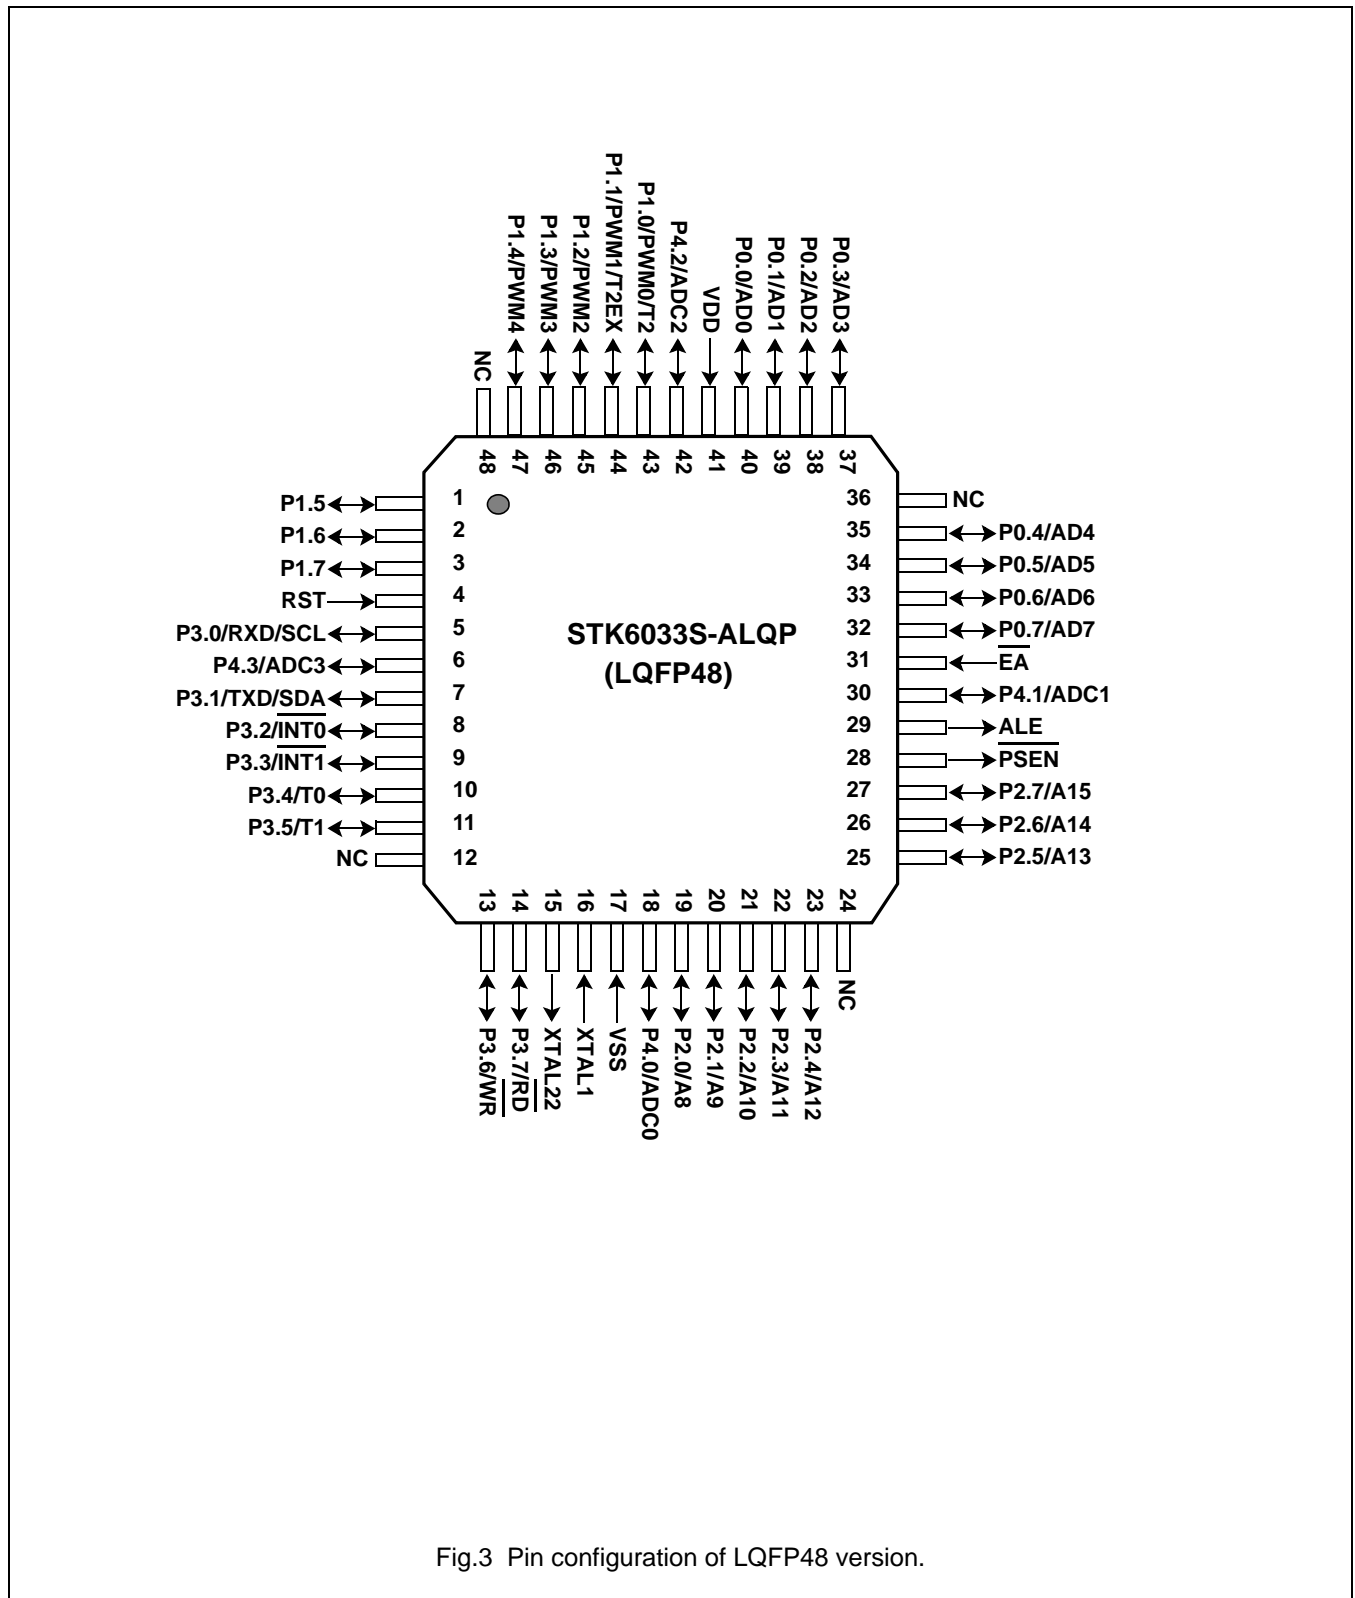 P1.4/PWM4
P1.3/PWM3
P1.2/PWM2
P1.1/PWM1/T2EX
P1.0/PWM0/T2
P4.2/ADC2
VDD
P0.0/AD0
P0.1/AD1
P0.2/AD2
P0.3/AD3
NC
48 47 46 45 44 43 42 41 40 39 38 37
P1.5 1
P1.6 2
P1.7 3
RST 4
P3.0/RXD/SCL 5
P4.3/ADC3 6
P3.1/TXD/SDA 7
P3.2/INT0 8
P3.3/INT1 9
P3.4/T0 10
P3.5/T1 11
NC 12
STK6033S-ALQP
(LQFP48)
36 NC
35 P0.4/AD4
34 P0.5/AD5
33 P0.6/AD6
32 P0.7/AD7
31 EA
30 P4.1/ADC1
29 ALE
28 PSEN
27 P2.7/A15
26 P2.6/A14
25 P2.5/A13
13 14 15 16 17 18 19 20 21 22 23 24
P3.6/WR
P3.7/RD
XTAL22
XTAL1
VSS
P4.0/ADC0
P2.0/A8
P2.1/A9
P2.2/A10
P2.3/A11
P2.4/A12
NC
Fig.3 Pin configuration of LQFP48 version.